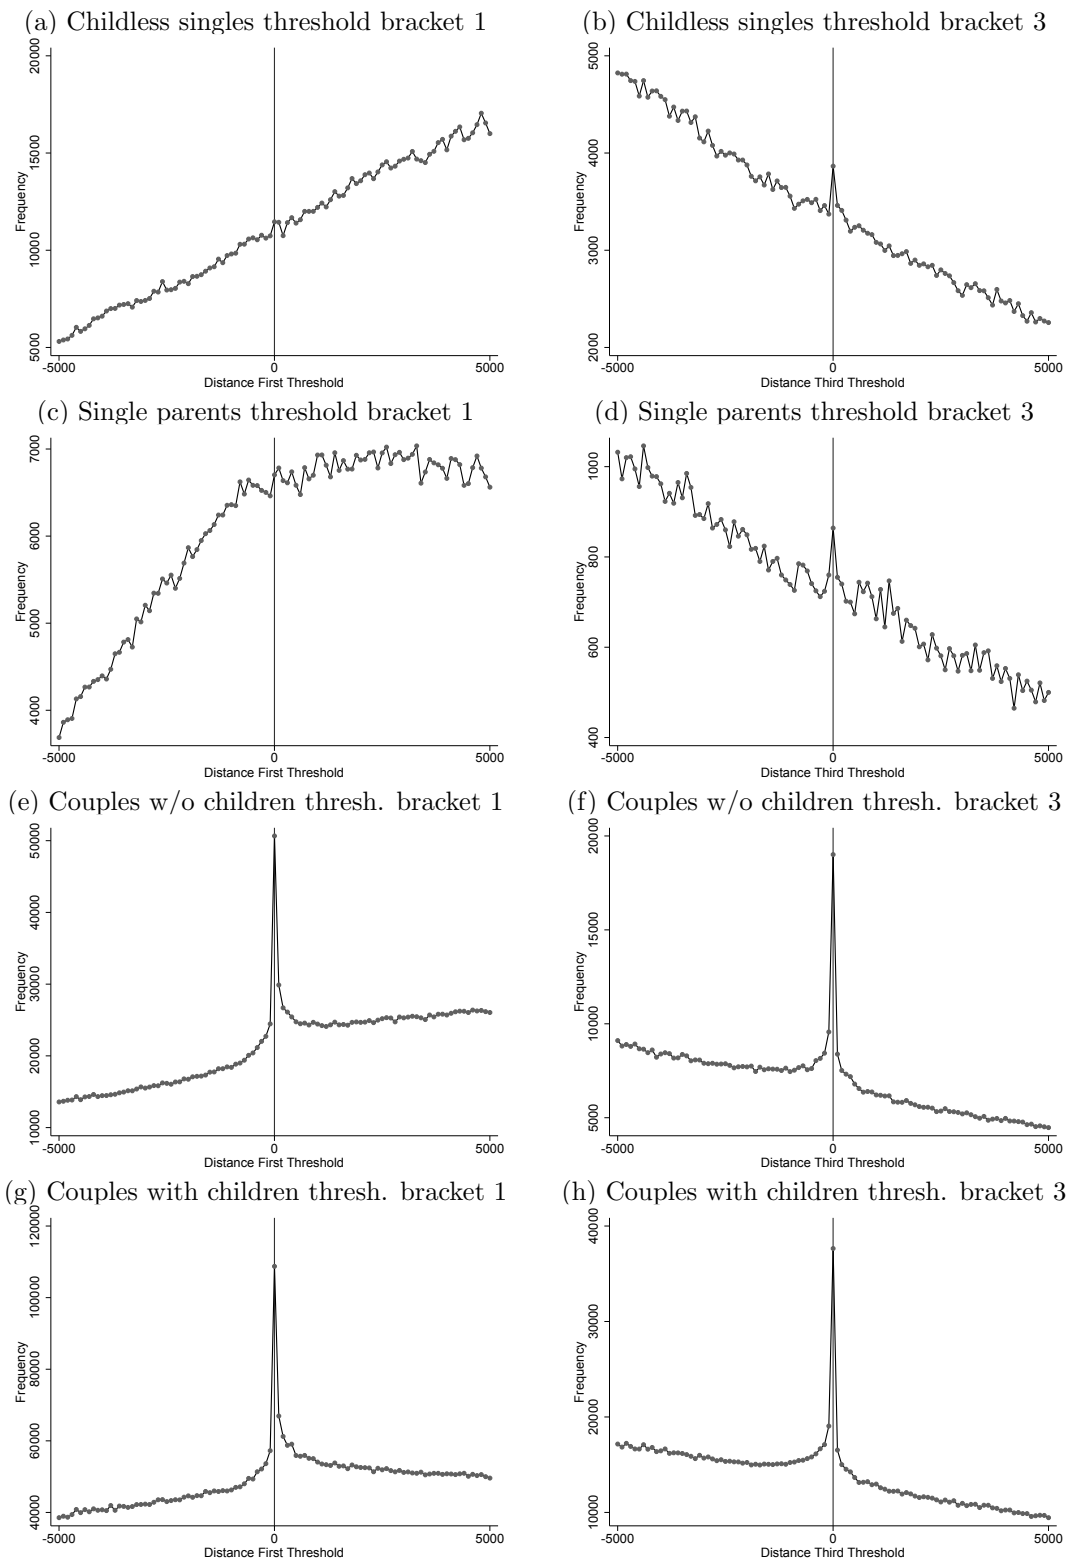 (a) Childless singles threshold bracket 1
Frequency
20000
15000
10000
5000
-5000 0 5000
Distance First Threshold
(b) Childless singles threshold bracket 3
Frequency
5000
4000
3000
2000
-5000 0 5000
Distance Third Threshold
(c) Single parents threshold bracket 1
Frequency
7000
6000
5000
4000
-5000 0 5000
Distance First Threshold
(d) Single parents threshold bracket 3
Frequency
1000
800
600
400
-5000 0 5000
Distance Third Threshold
(e) Couples w/o children thresh. bracket 1
Frequency
50000
40000
30000
20000
10000
-5000 0 5000
Distance First Threshold
(f) Couples w/o children thresh. bracket 3
Frequency
20000
15000
10000
5000
-5000 0 5000
Distance Third Threshold
(g) Couples with children thresh. bracket 1
Frequency
120000
100000
80000
60000
40000
-5000 0 5000
Distance First Threshold
(h) Couples with children thresh. bracket 3
Frequency
40000
30000
20000
10000
-5000 0 5000
Distance Third Threshold